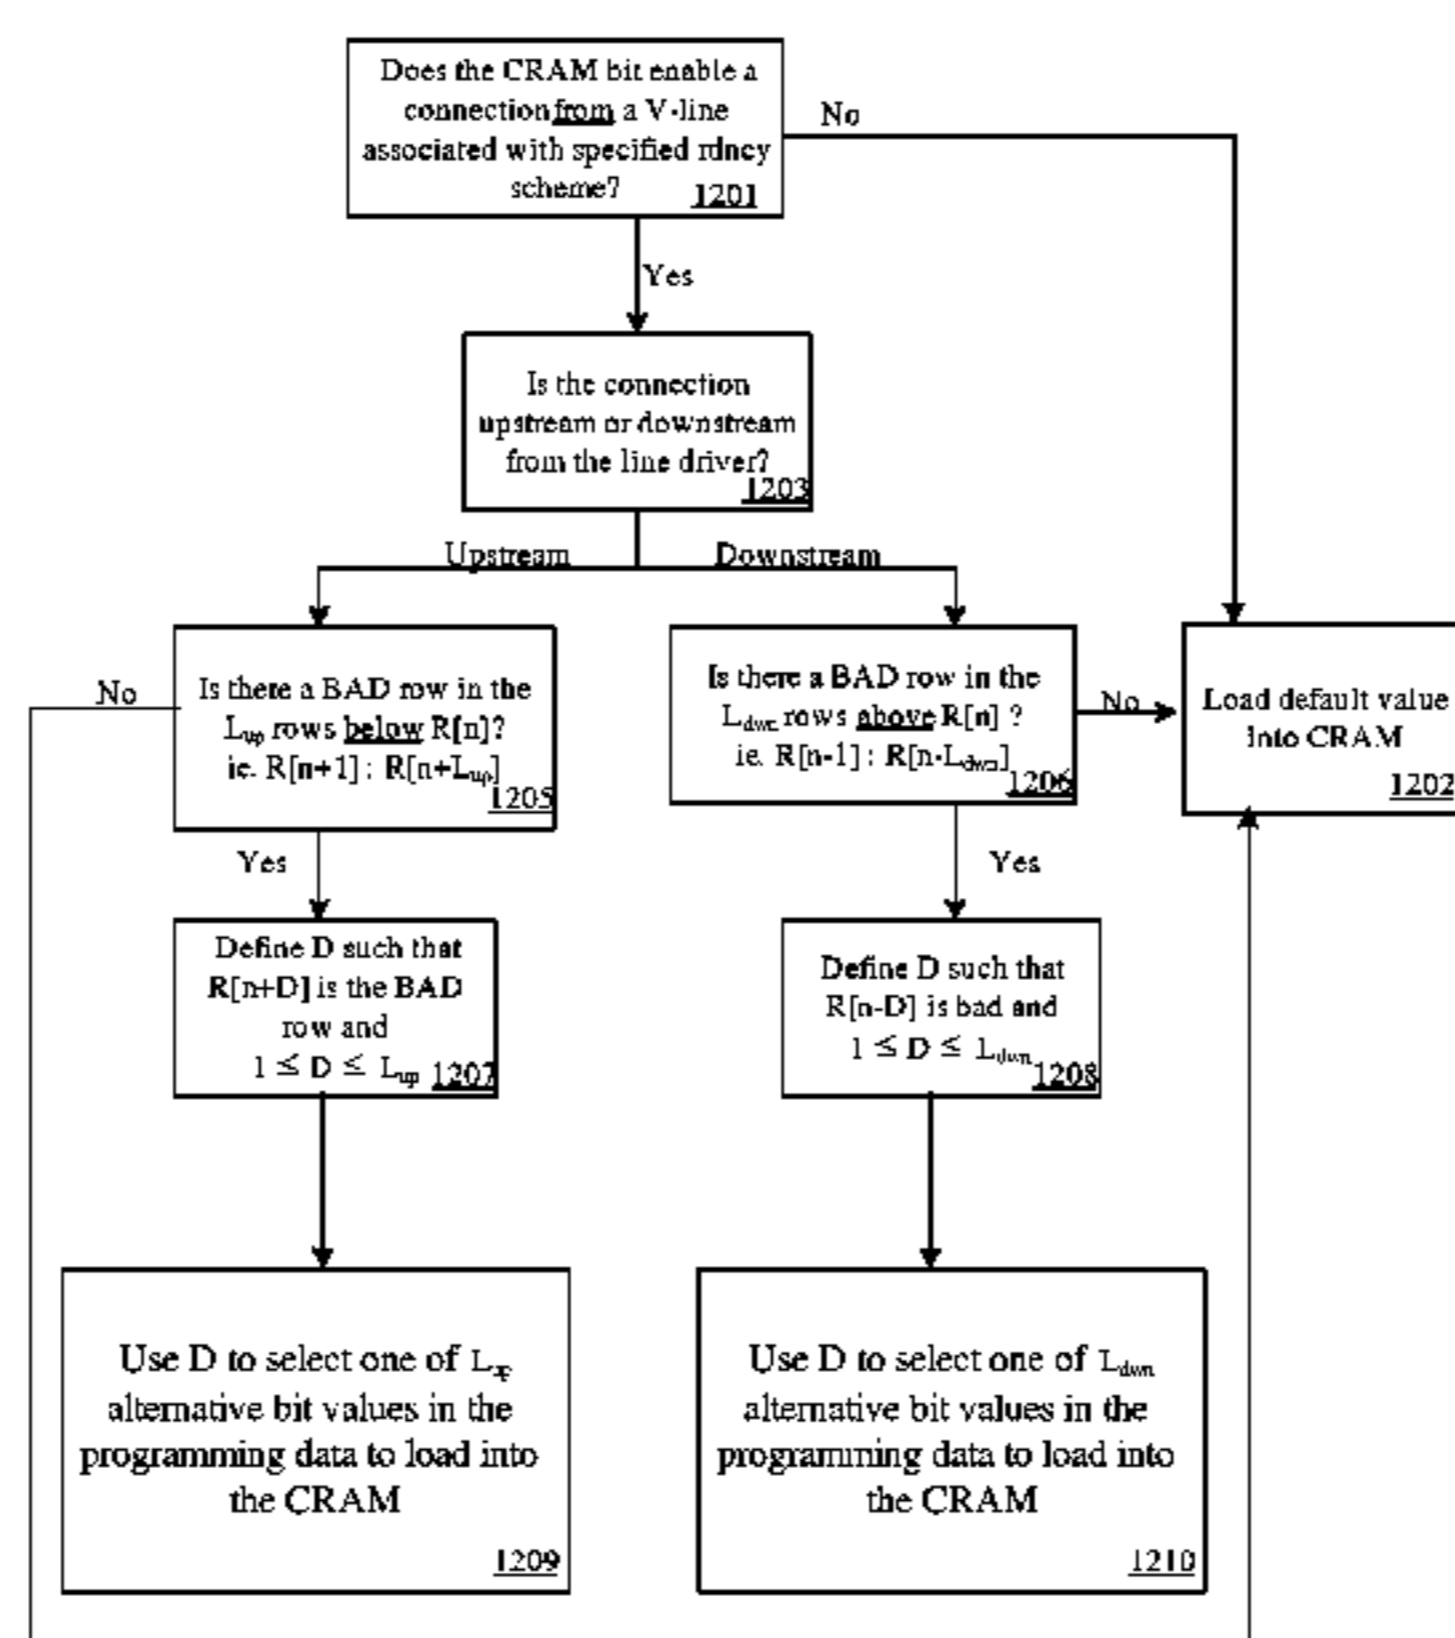 Does the CRAM bit enable a
connection from a V-line
associated with specified rdncy
scheme?
1201
No
Yes
Is the connection
upstream or downstream
from the line driver?
1203
Upstream
Downstream
No
Is there a BAD row in the
Lup rows below R[n]?
ie. R[n+1] : R[n+Lup]
1205
Is there a BAD row in the
Ldwn rows above R[n] ?
ie. R[n-1] : R[n-Ldwn]
1206
No
Load default value
into CRAM
1202
Yes
Yes
Define D such that
R[n+D] is the BAD
row and
1 ≤ D ≤ Lup
1207
Define D such that
R[n-D] is bad and
1 ≤ D ≤ Ldwn
1208
Use D to select one of Lup
alternative bit values in the
programming data to load into
the CRAM
1209
Use D to select one of Ldwn
alternative bit values in the
programming data to load into
the CRAM
1210